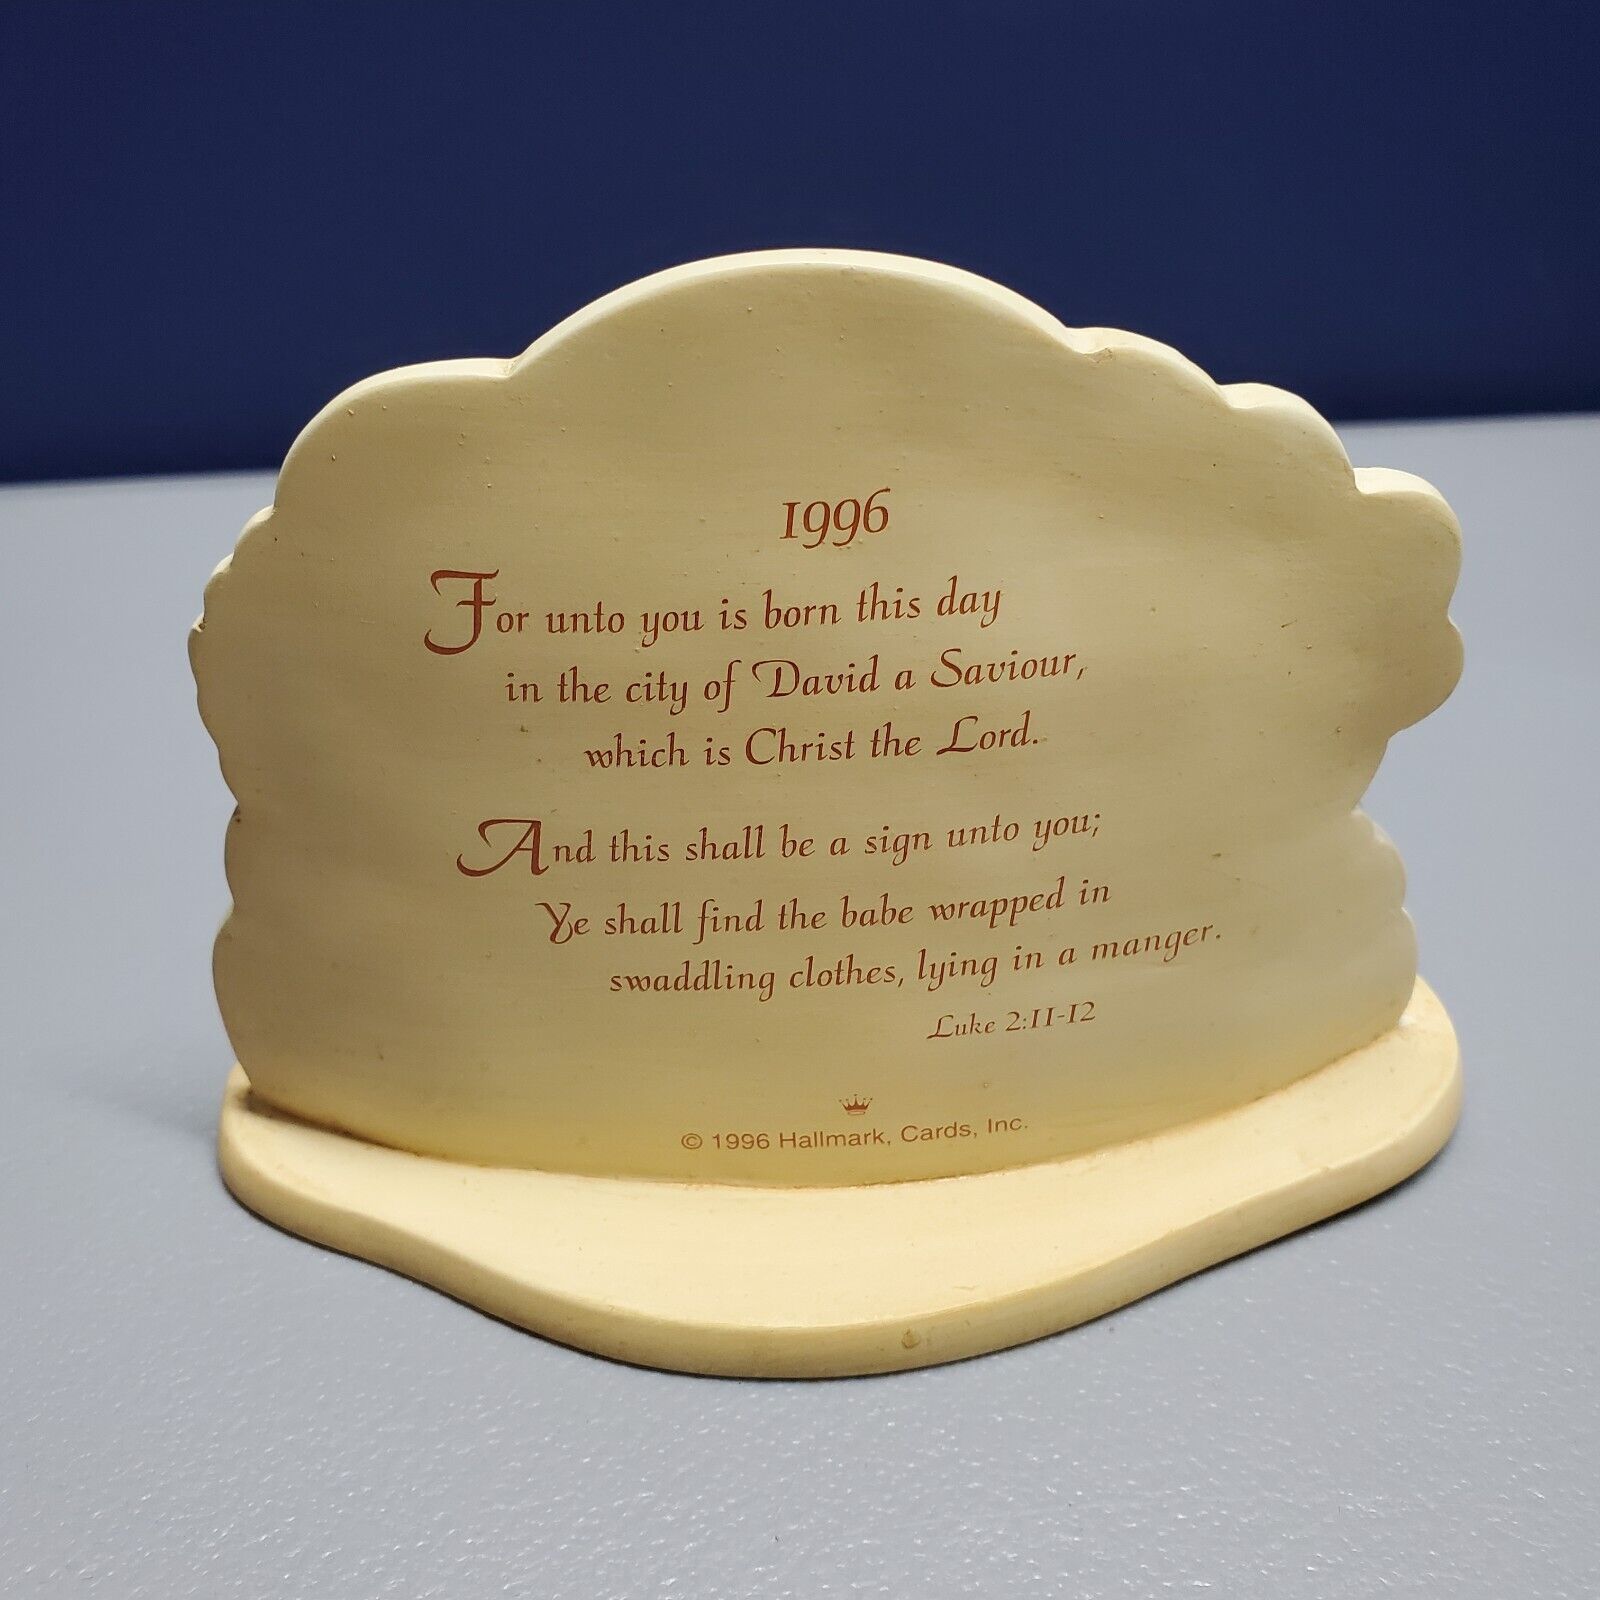 1996
For unto you is born this day
in the city of David a Saviour,
which is Christ the Lord.
And this shall be a sign unto you;
Ye shall find the babe wrapped in
swaddling clothes, lying in a manger.
Luke 2:11-12
© 1996 Hallmark, Cards, Inc.